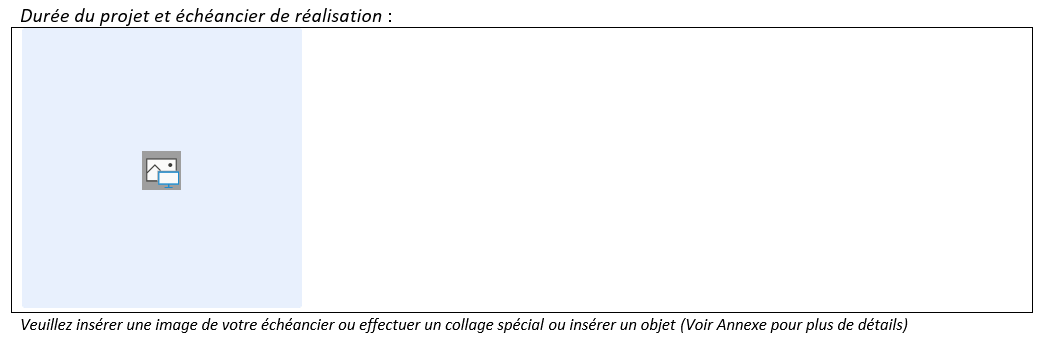 Durée du projet et échéancier de réalisation :
Veuillez insérer une image de votre échéancier ou effectuer un collage spécial ou insérer un objet (Voir Annexe pour plus de détails)